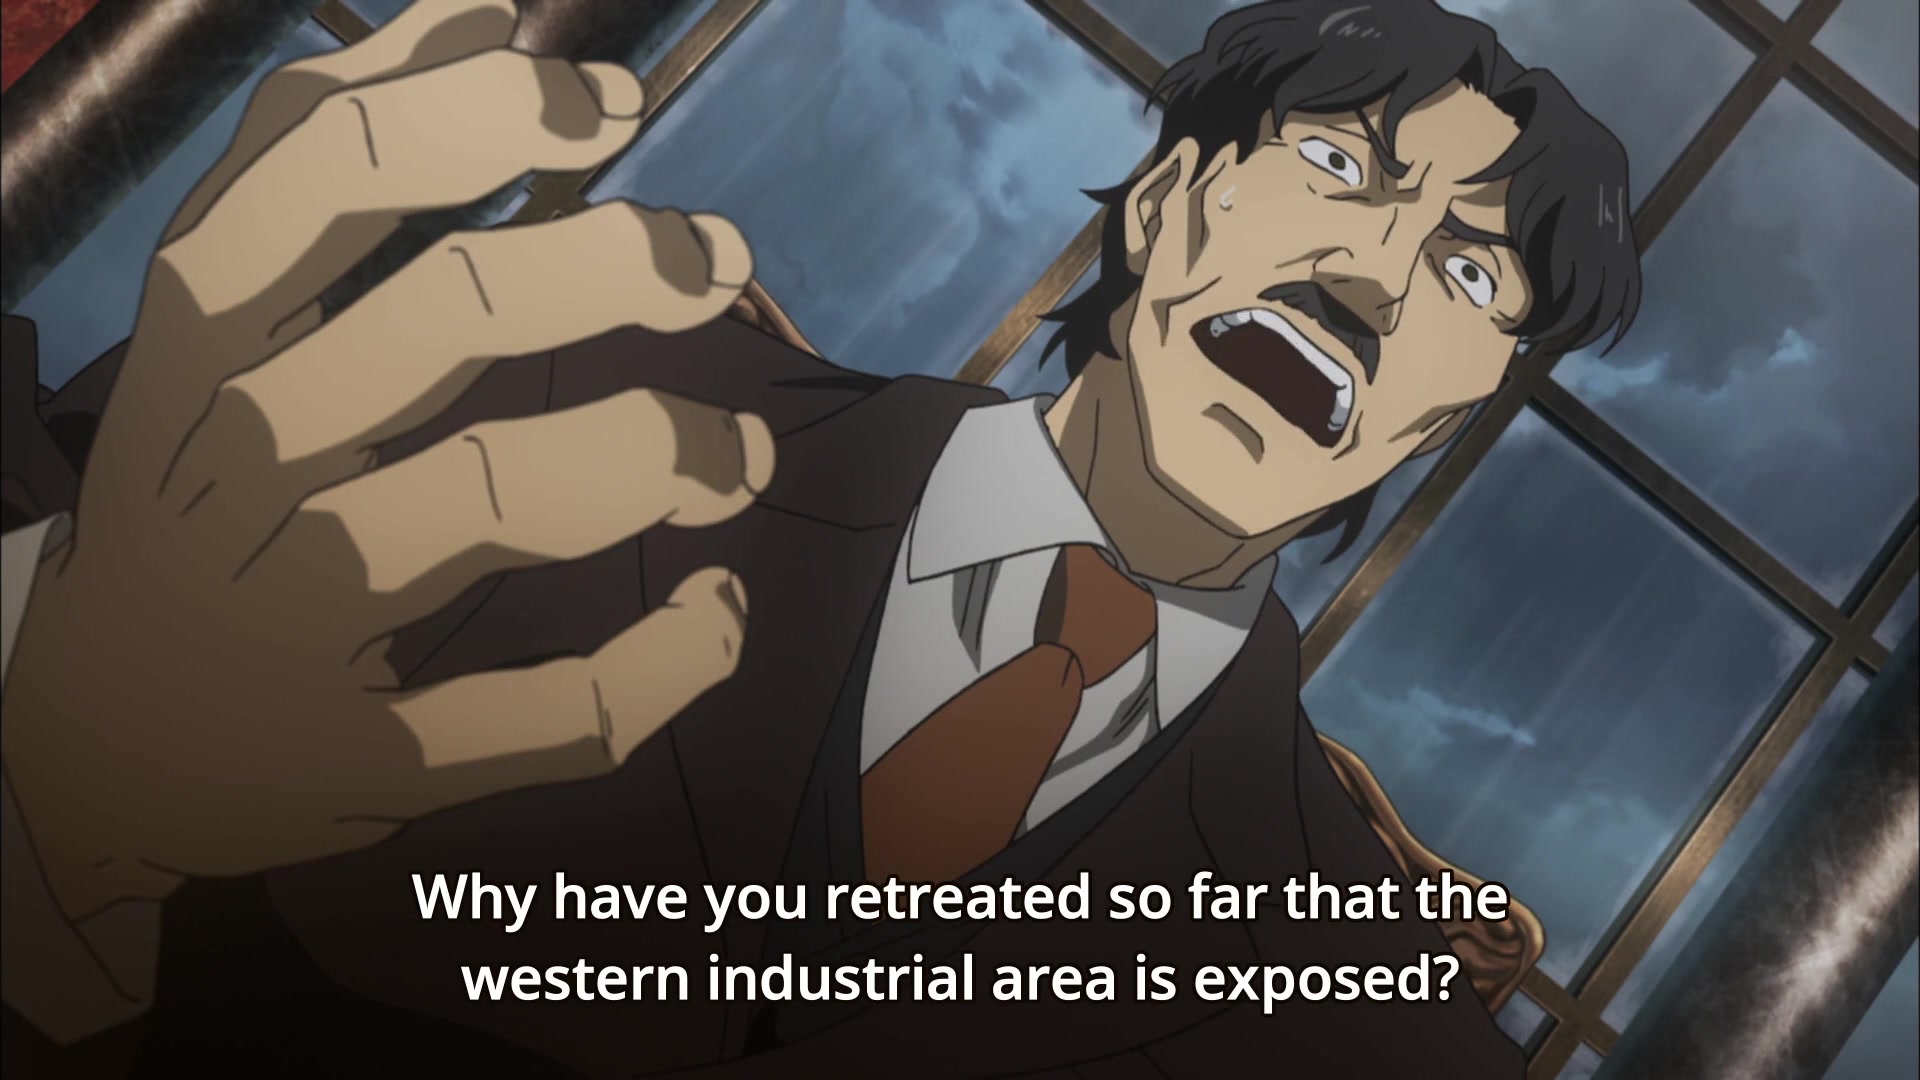 Why have you retreated so far that the
western industrial area is exposed?